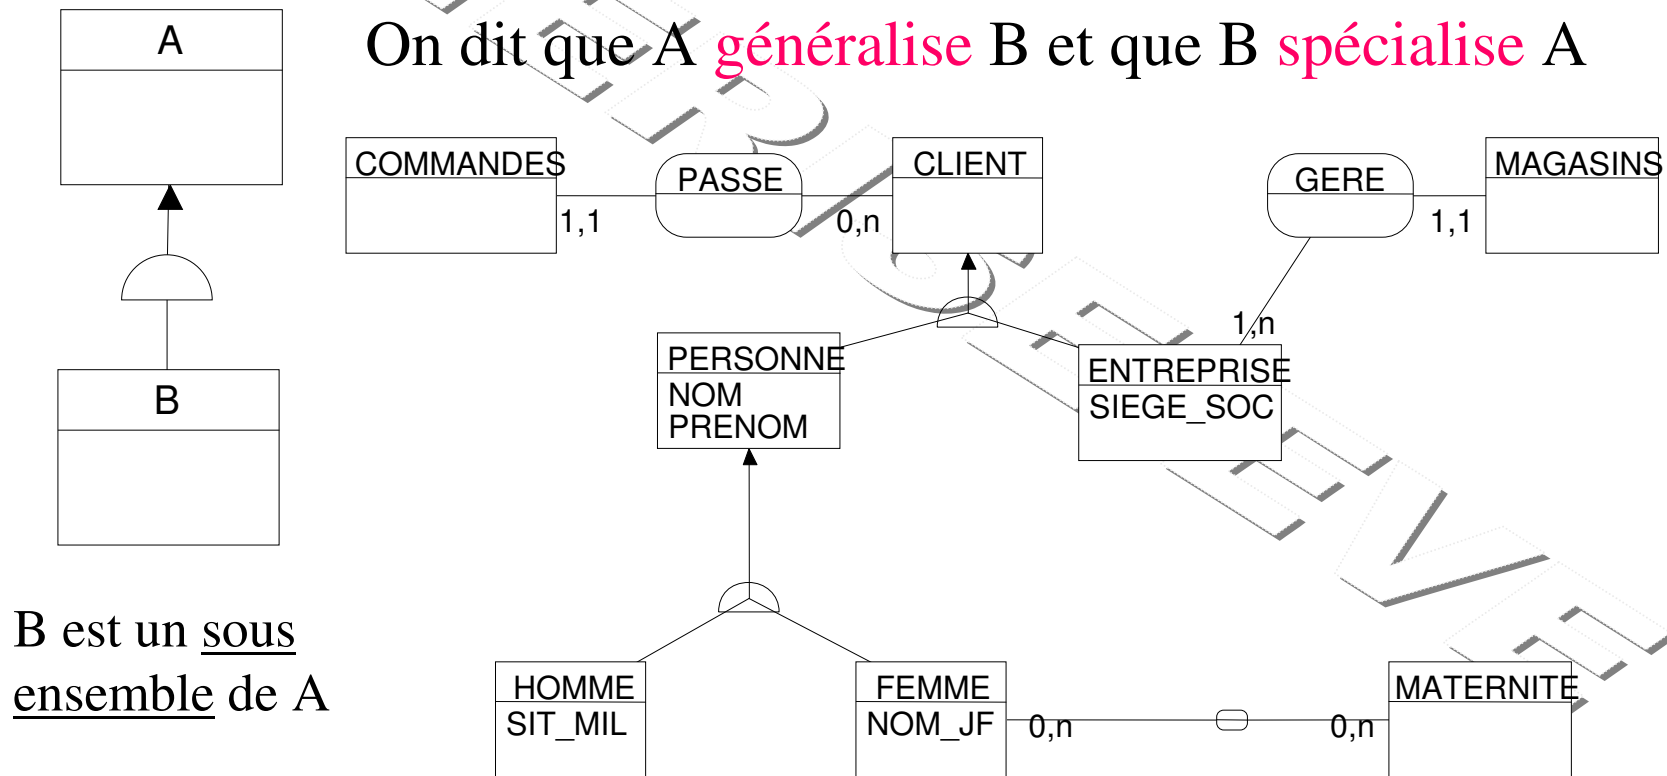 A
On dit que A généralise B et que B spécialise A
COMMANDES
PASSE
CLIENT
GERE
MAGASINS
1,1
0,n
1,1
1,n
PERSONNE
NOM
PRENOM
ENTREPRISE
SIEGE_SOC
B
B est un sous
ensemble de A
HOMME
SIT_MIL
FEMME
NOM_JF
0,n
0,n
MATERNITE